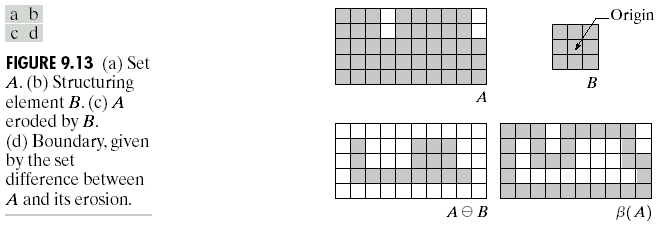 a b
c d
FIGURE 9.13 (a) Set
A. (b) Structuring
element B. (c) A
eroded by B.
(d) Boundary, given
by the set
difference between
A and its erosion.
Origin
A
B
A ⊖ B
β(A)